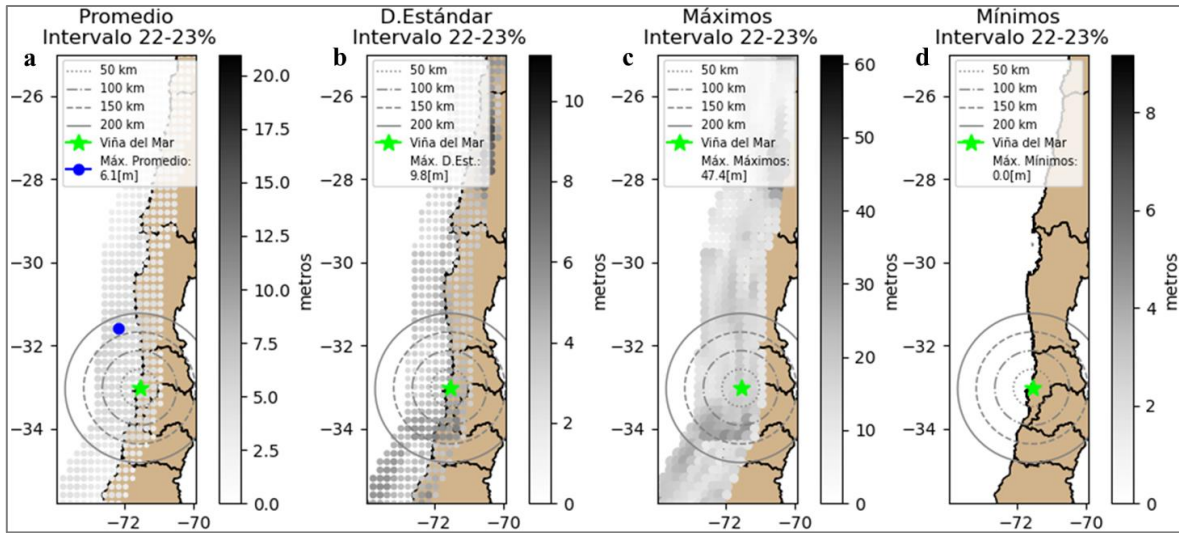 Promedio
Intervalo 22-23%
a
50 km
100 km
150 km
200 km
Viña del Mar
Máx. Promedio:
6.1[m]
−26
−28
−30
−32
−34
−72
−70
20.0
17.5
15.0
12.5
10.0
7.5
5.0
2.5
0.0
metros
D.Estándar
Intervalo 22-23%
b
50 km
100 km
150 km
200 km
Viña del Mar
Máx. D.Est.:
9.8[m]
−26
−28
−30
−32
−34
−72
−70
10
8
6
4
2
0
metros
Máximos
Intervalo 22-23%
c
50 km
100 km
150 km
200 km
Viña del Mar
Máx. Máximos:
47.4[m]
−26
−28
−30
−32
−34
−72
−70
60
50
40
30
20
10
0
metros
Mínimos
Intervalo 22-23%
d
50 km
100 km
150 km
200 km
Viña del Mar
Máx. Mínimos:
0.0[m]
−26
−28
−30
−32
−34
−72
−70
8
6
4
2
0
metros